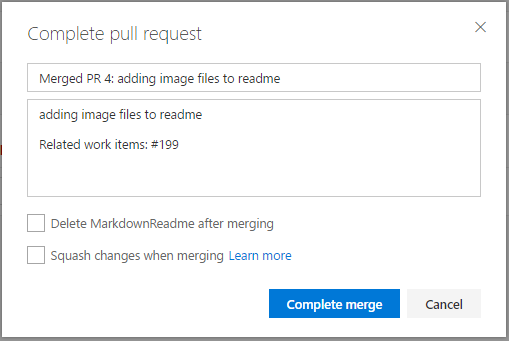 Complete pull request
Merged PR 4: adding image files to readme
adding image files to readme
Related work items: #199
Delete MarkdownReadme after merging
Squash changes when merging Learn more
Complete merge Cancel